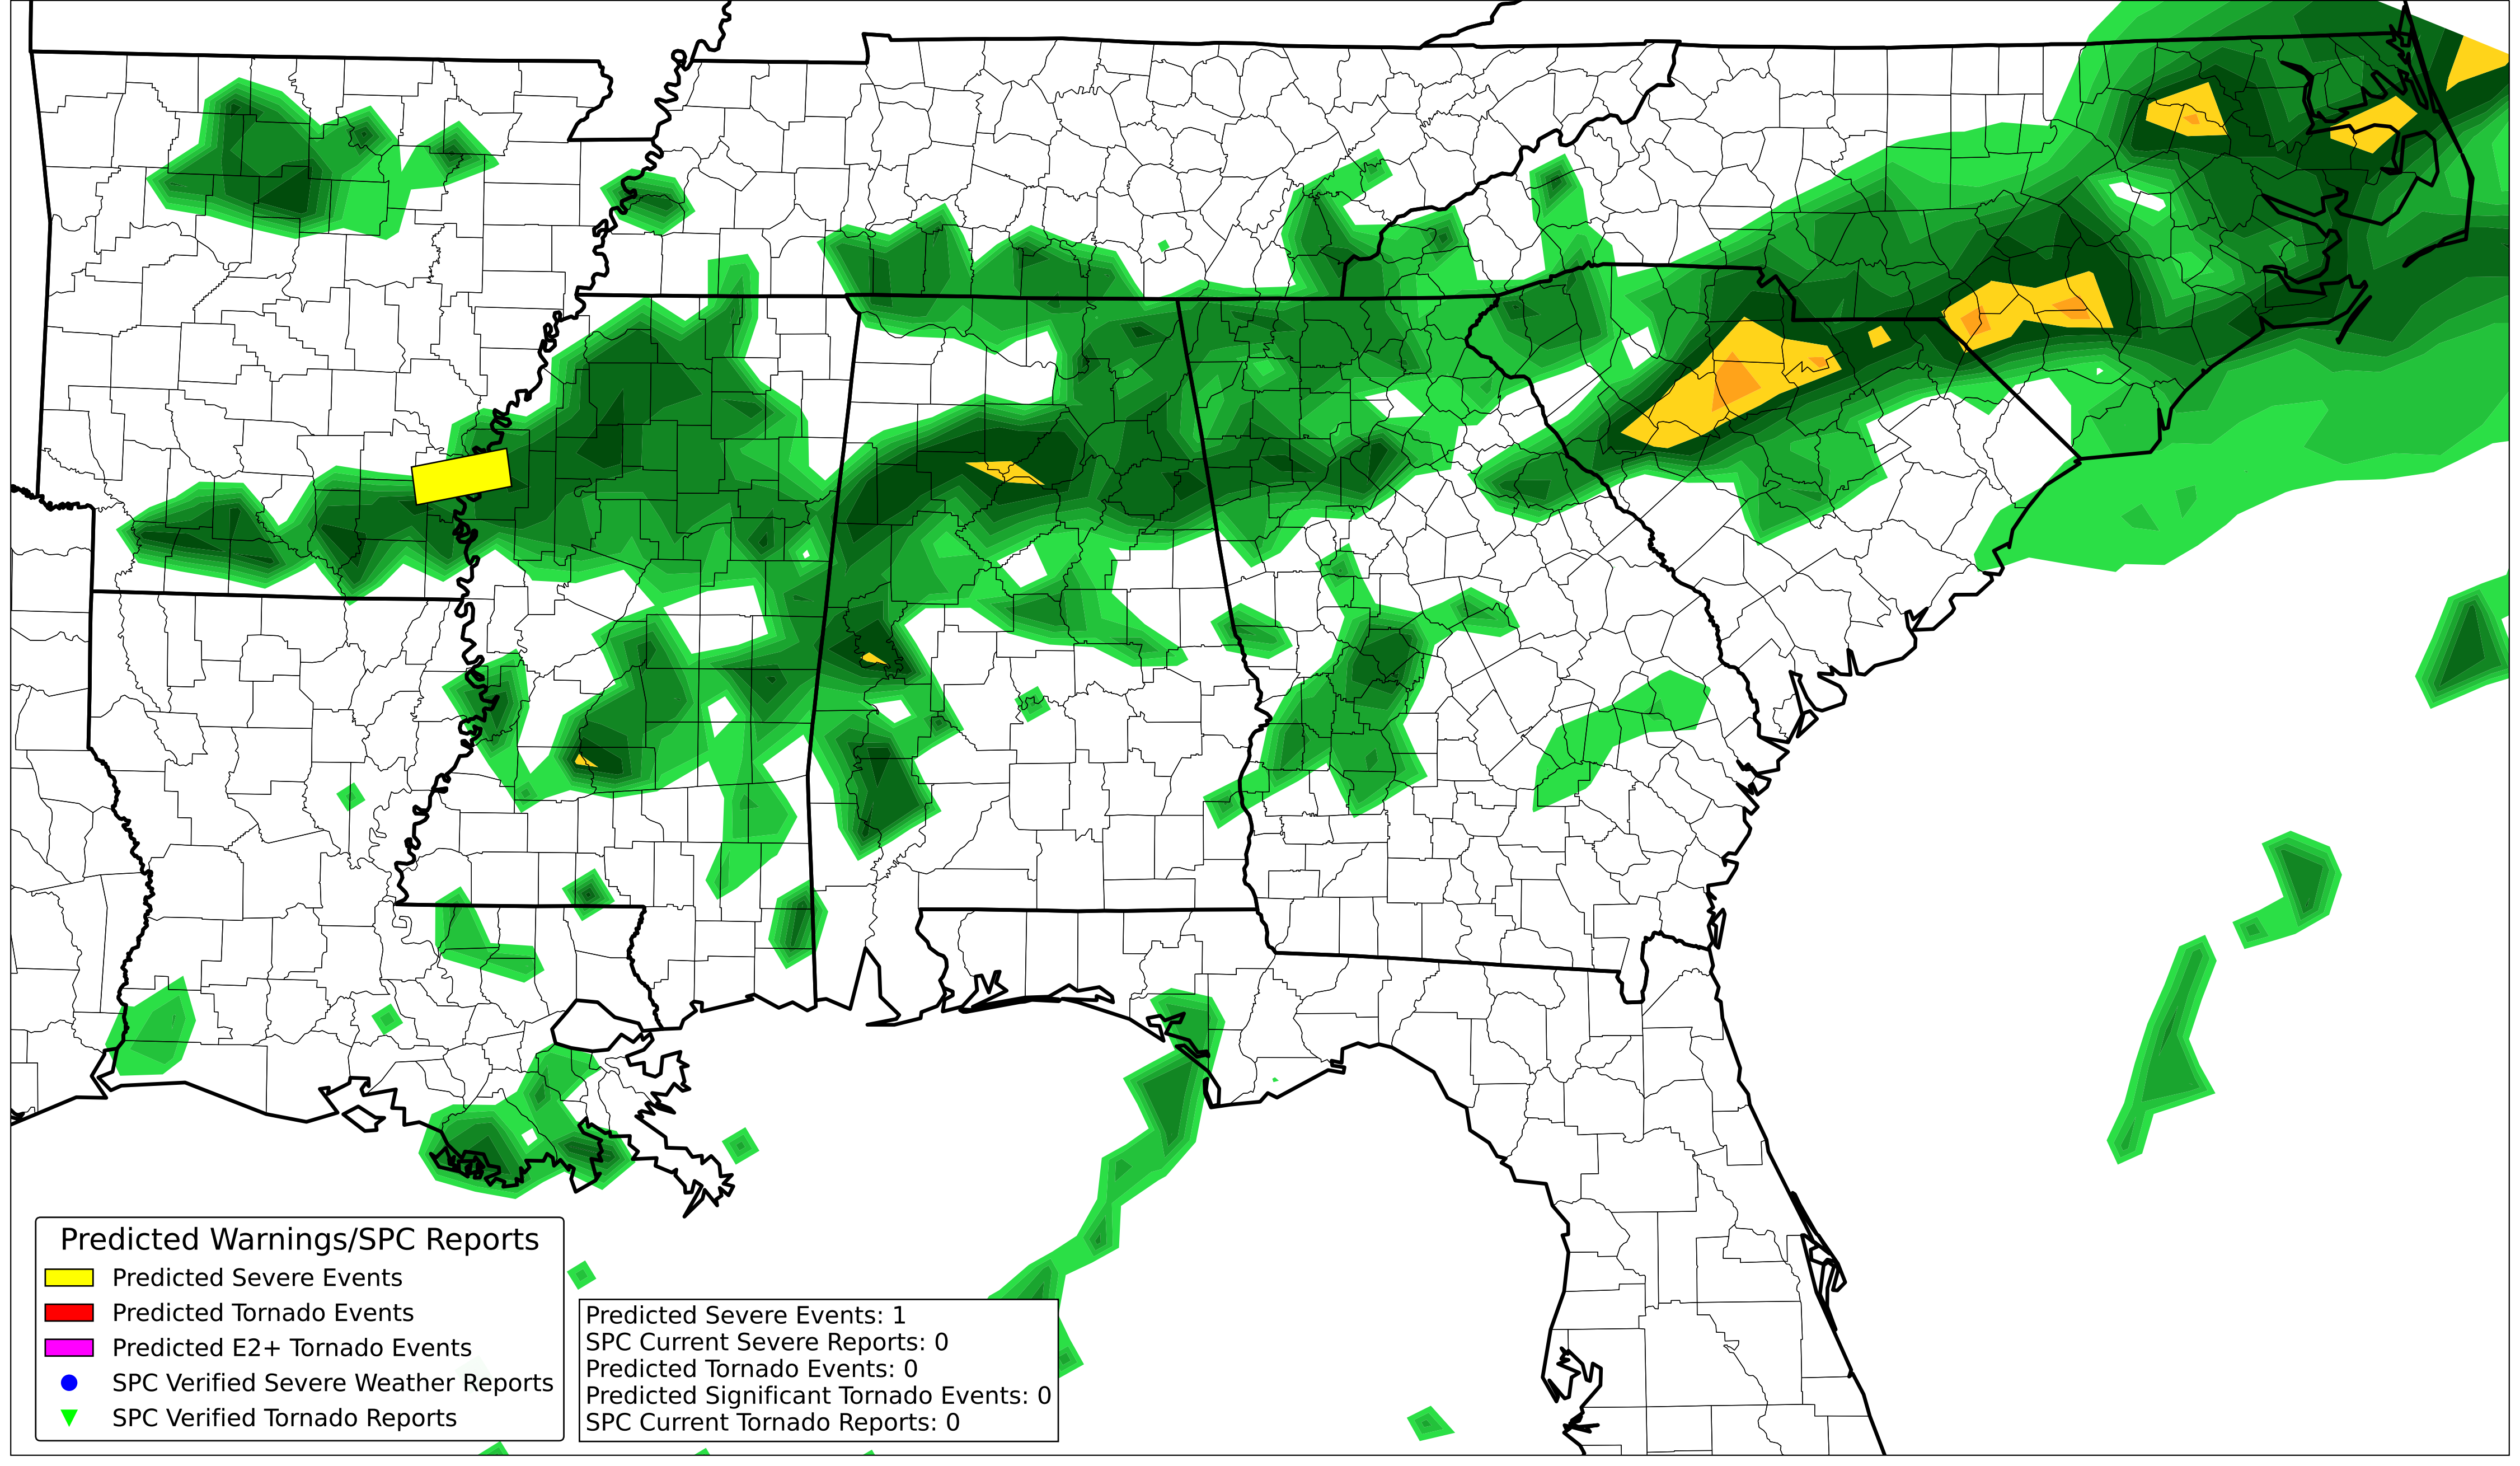 Predicted Warnings/SPC Reports
Predicted Severe Events
Predicted Tornado Events
Predicted E2+ Tornado Events
SPC Verified Severe Weather Reports
SPC Verified Tornado Reports
Predicted Severe Events: 1
SPC Current Severe Reports: 0
Predicted Tornado Events: 0
Predicted Significant Tornado Events: 0
SPC Current Tornado Reports: 0